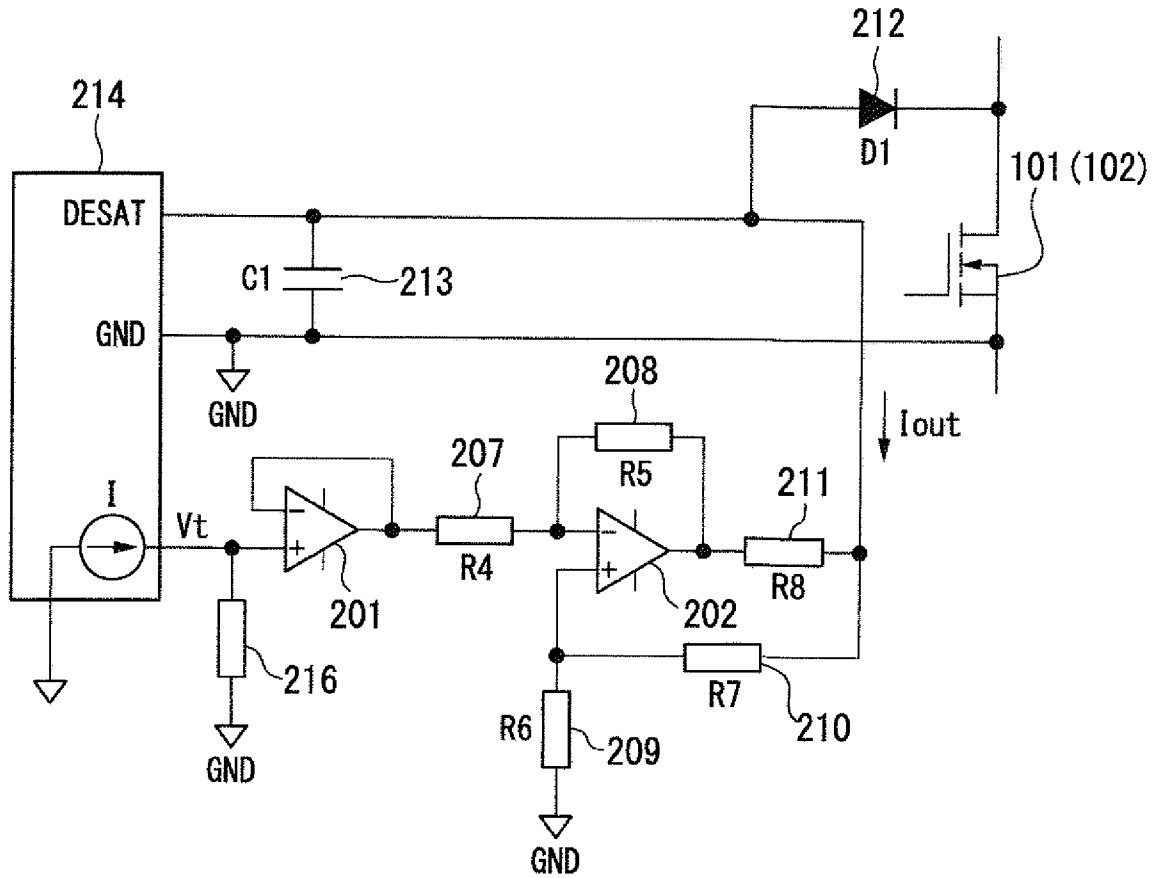 212
214
D1
101(102)
DESAT
C1
213
GND
GND
208
Iout
207
R5
211
I
Vt
R4
R8
201
202
216
R7
R6
209
210
GND
GND